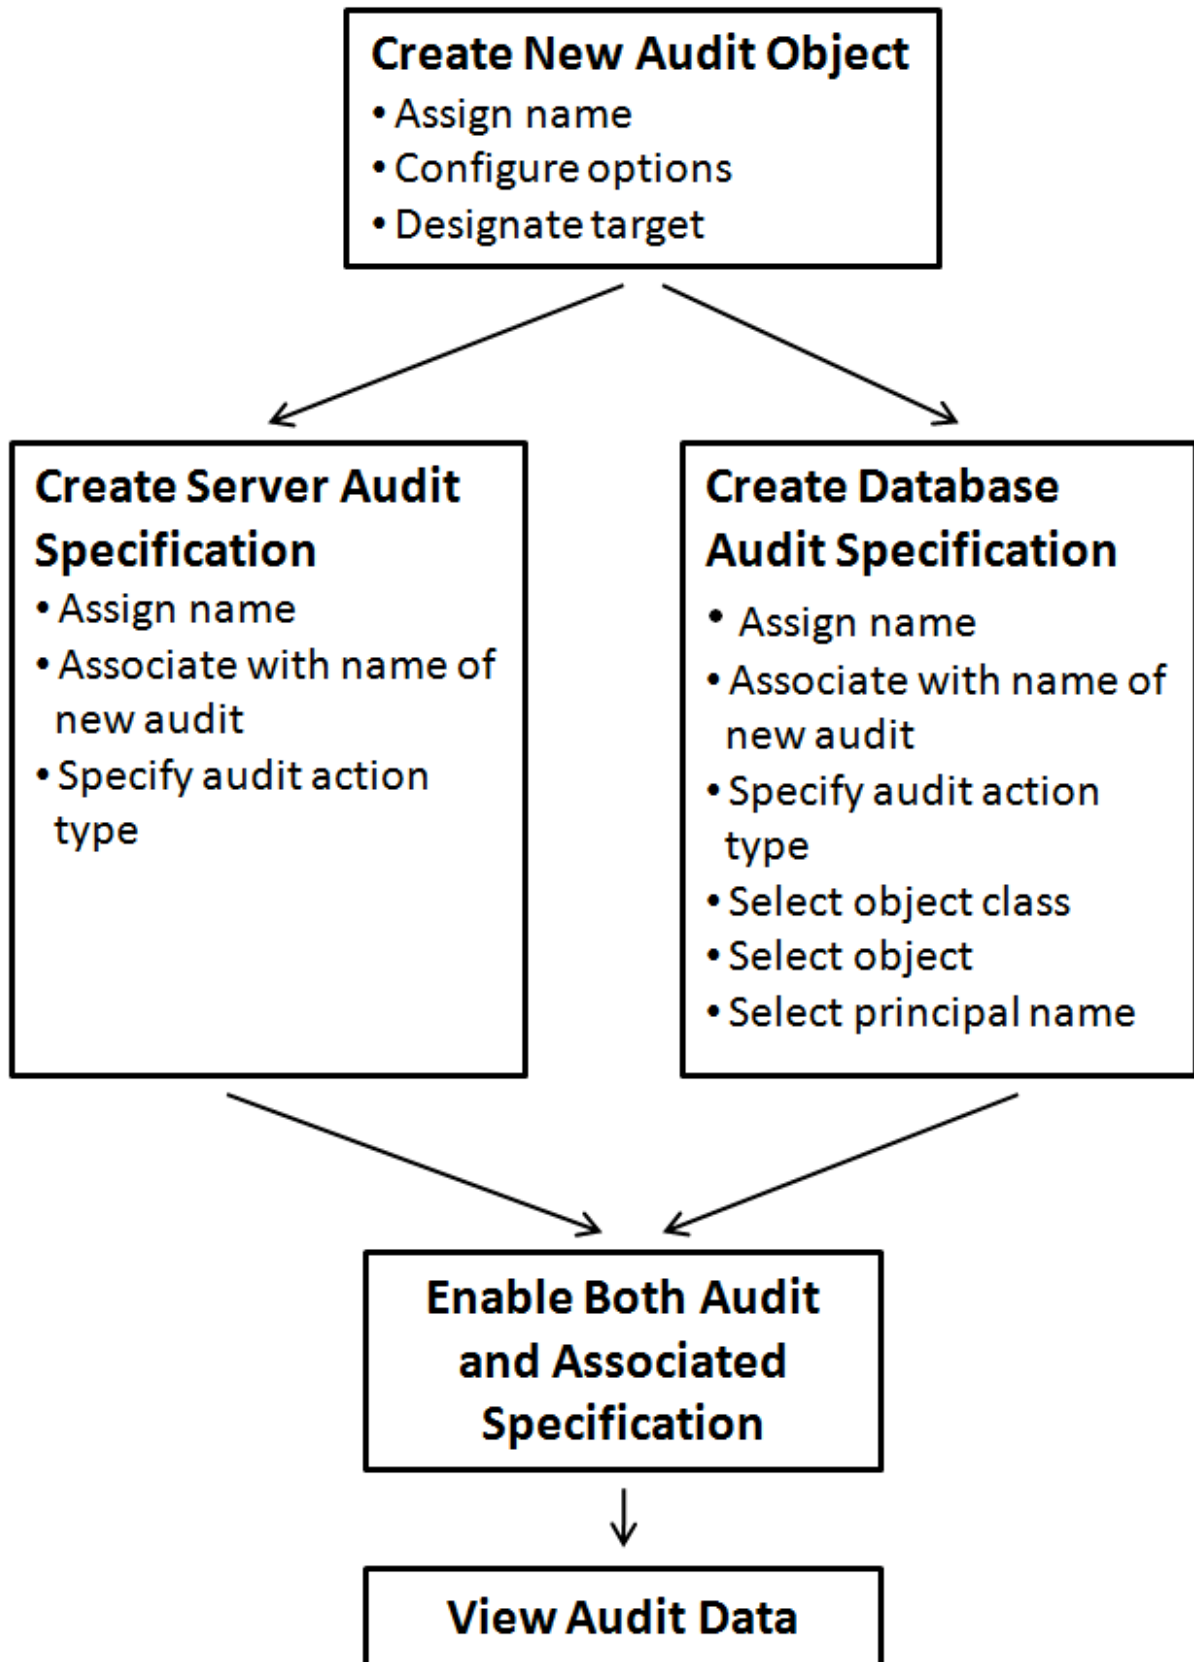 Create New Audit Object
• Assign name
• Configure options
• Designate target
Create Server Audit
Specification
• Assign name
• Associate with name of
new audit
• Specify audit action
type
Create Database
Audit Specification
• Assign name
• Associate with name of
new audit
• Specify audit action
type
• Select object class
• Select object
• Select principal name
Enable Both Audit
and Associated
Specification
View Audit Data